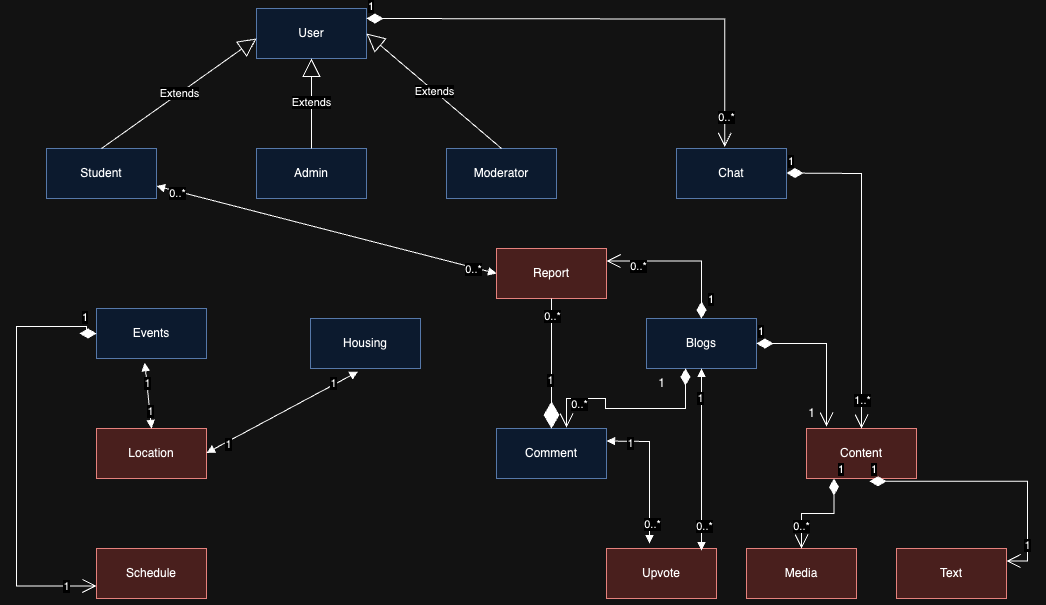 1
User
Extends
Extends
Extends
0..*
Student
Admin
Moderator
Chat
1
0..*
0..*
Report
0..*
1
1
Events
0..*
Housing
Blogs
1
1
1
1
1
1
0..*
1..*
1
1
Location
1
Comment
1
Content
1
1
0..*
0..*
0..*
1
Schedule
1
Upvote
Media
Text